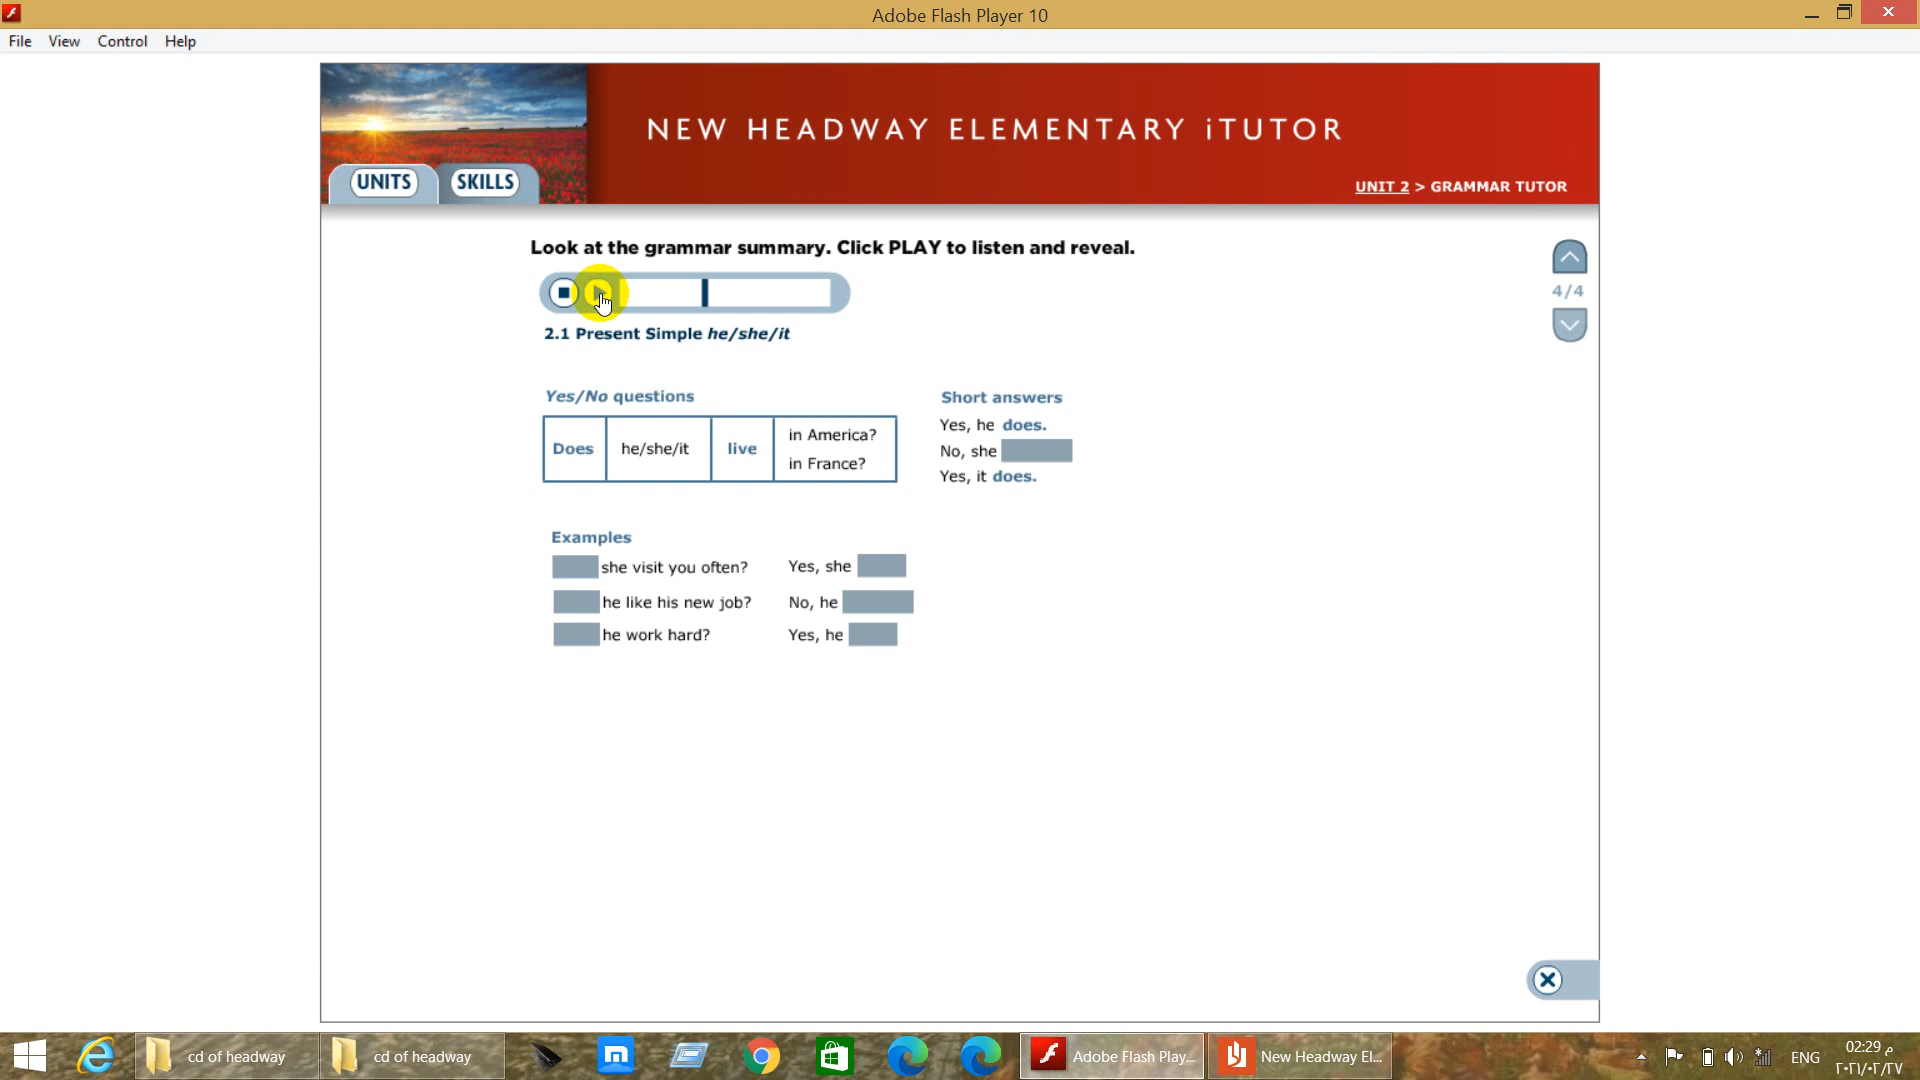 Adobe Flash Player 10
File View Control Help
NEW HEADWAY ELEMENTARY iTUTOR
UNITS SKILLS
UNIT 2 > GRAMMAR TUTOR
Look at the grammar summary. Click PLAY to listen and reveal.
4/4
2.1 Present Simple he/she/it
Yes/No questions
Does he/she/it live in America?
in France?
Short answers
Yes, he does.
No, she
Yes, it does.
Examples
she visit you often? Yes, she
he like his new job? No, he
he work hard? Yes, he
cd of headway cd of headway Adobe Flash Play... New Headway El... ENG 02:29 م
٢٠٢١/٠٢/٢٧